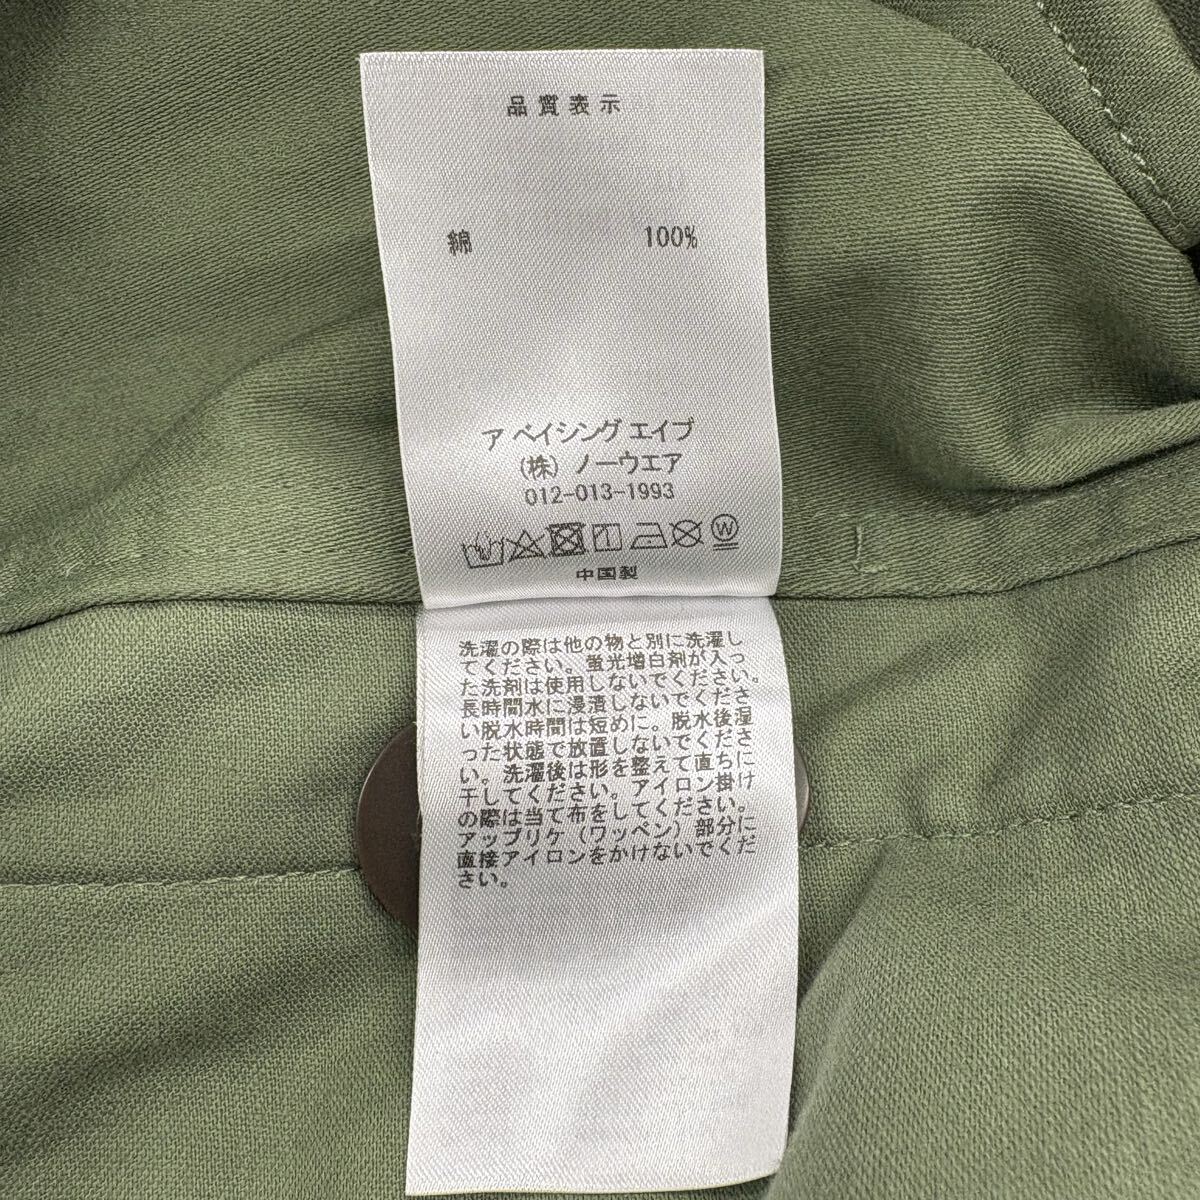 品質表示
綿 100%
ア ベイシング エイプ
(株) ノーウエア
012-013-1993
W
中国製
洗濯の際は他の物と別に洗濯し
てください。蛍光増白剤が入っ
た洗剤は使用しないでください。
長時間水に浸漬しないでくださ
い脱水時間は短めに。脱水後湿
った状態で放置しないでくださ
い。洗濯後は形を整えて直ちに
干してください。アイロン掛け
の際は当て布をしてください。
アップリケ（ワッペン）部分に
直接アイロンをかけないでくだ
さい。